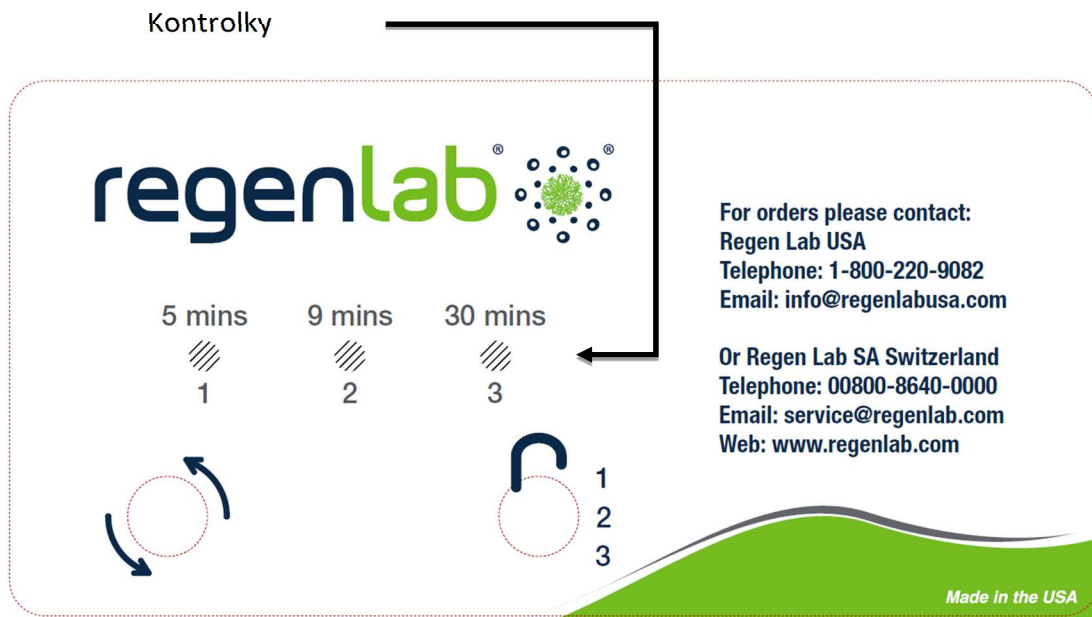 Kontrolky
regenlab® ®
5 mins 9 mins 30 mins
1 2 3
1
2
3
For orders please contact:
Regen Lab USA
Telephone: 1-800-220-9082
Email: info@regenlabusa.com
Or Regen Lab SA Switzerland
Telephone: 00800-8640-0000
Email: service@regenlab.com
Web: www.regenlab.com
Made in the USA